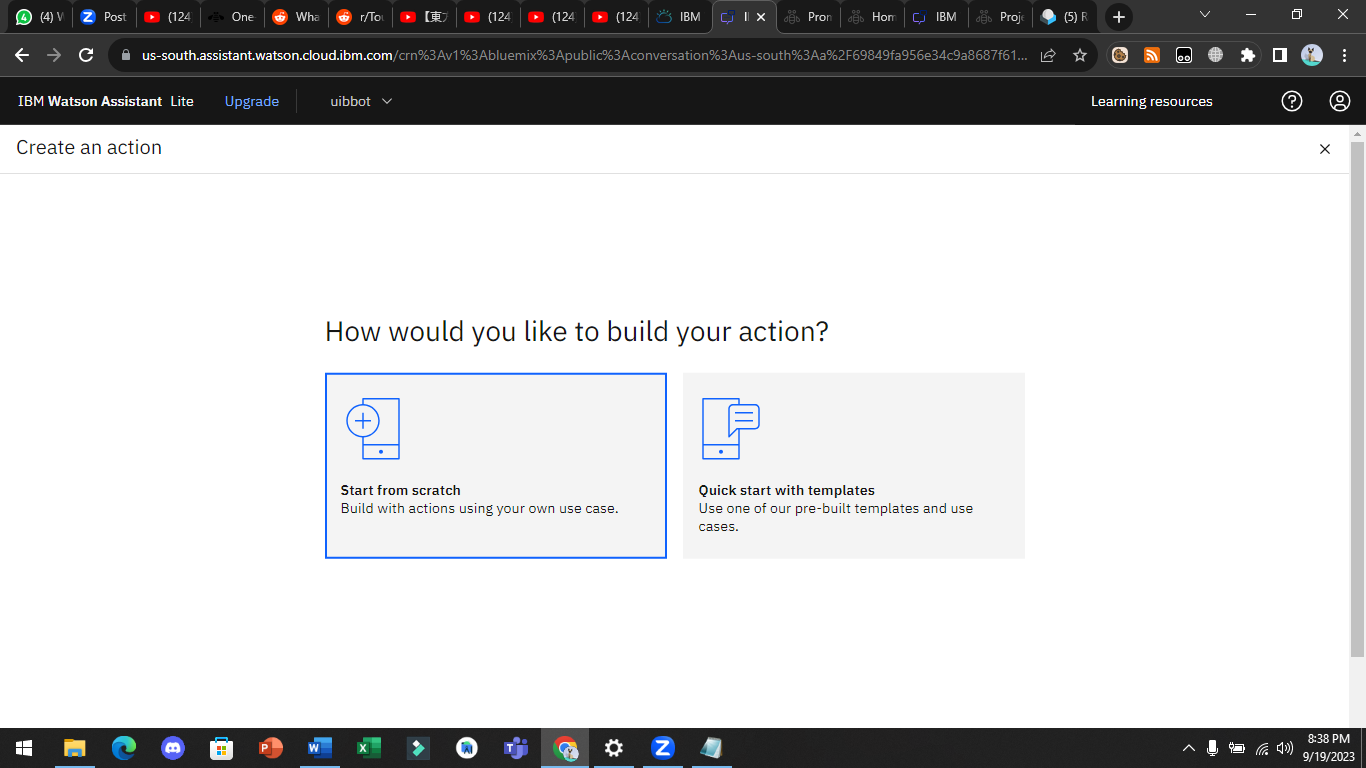 (4) W
Post
(124
One
Wha
r/Tou
(124
(124
(124
IBM
Pron
Hom
IBM
Proje
(5) R
us-south.assistant.watson.cloud.ibm.com/crn%3Av1%3Abluemix%3Apublic%3Aconversation%3Aus-south%3Aa%2F69849fa956e34c9a8687f61...
IBM Watson Assistant Lite
Upgrade
uibbot
Learning resources
Create an action
How would you like to build your action?
Start from scratch
Build with actions using your own use case.
Quick start with templates
Use one of our pre-built templates and use
cases.
8:38 PM
9/19/2023